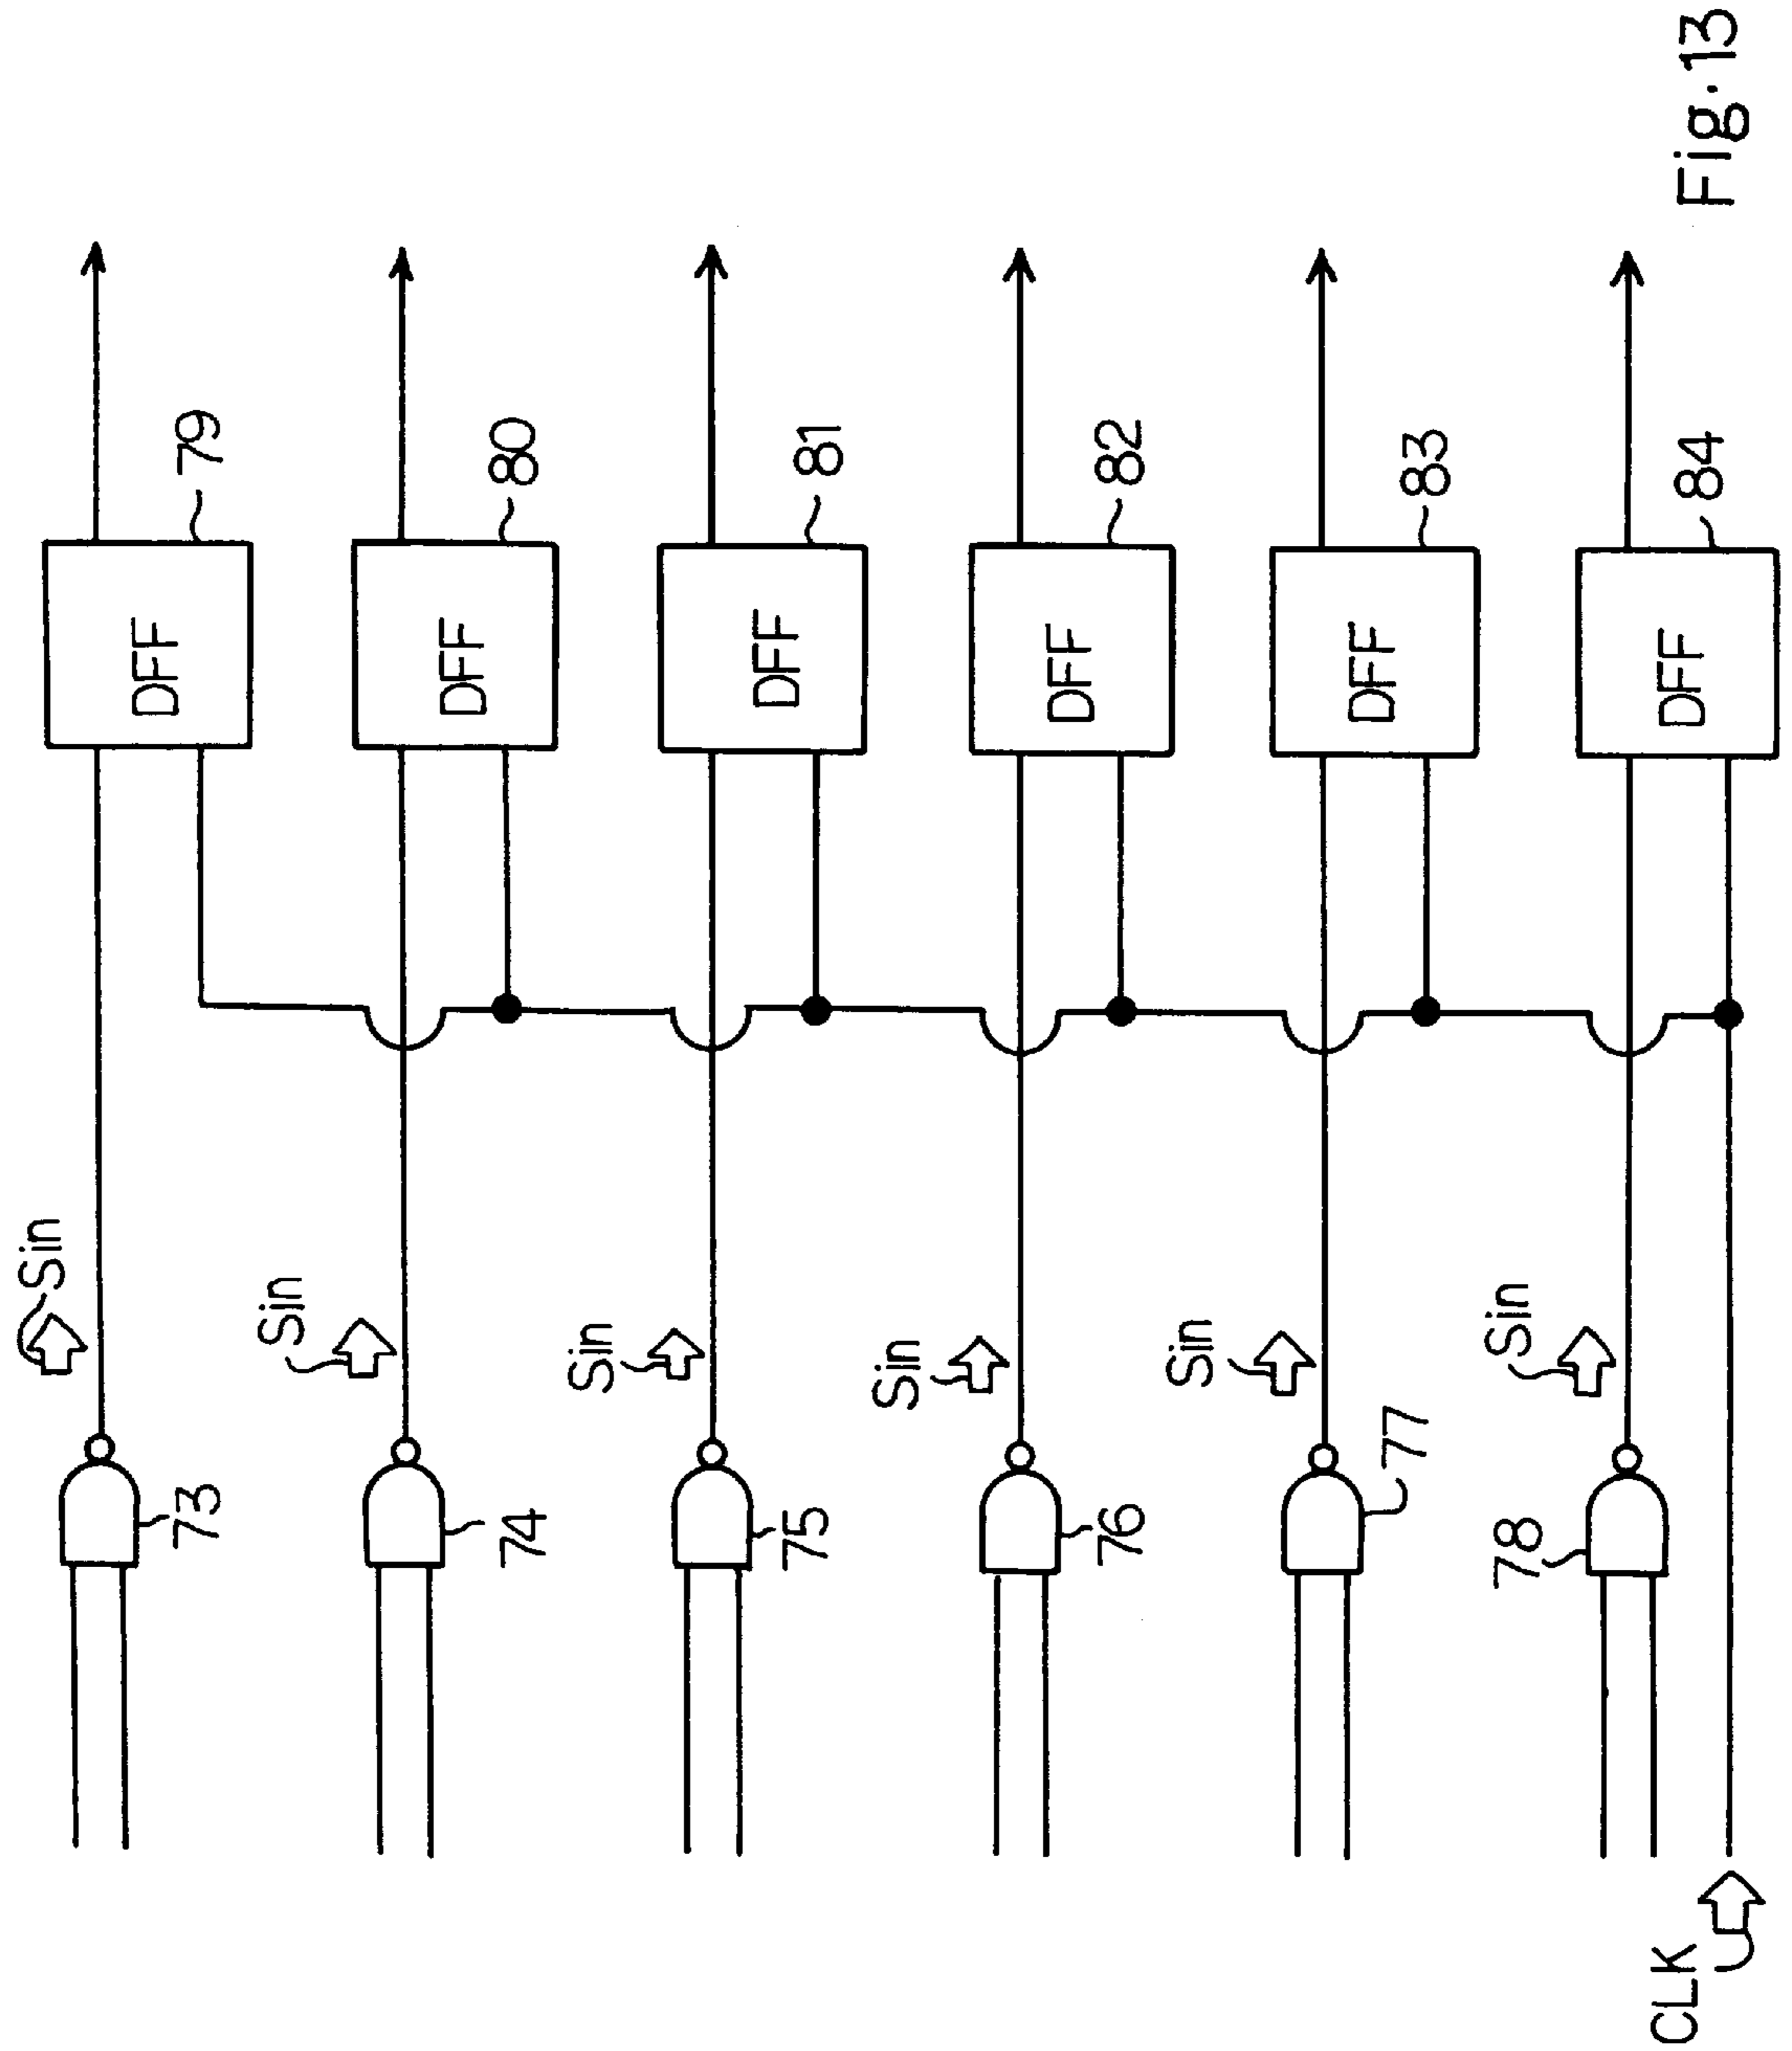 Sin
DFF
79
73
Sin
DFF
80
74
Sin
DFF
81
75
Sin
DFF
82
76
Sin
DFF
83
77
Sin
DFF
84
78
CLK
Fig. 13